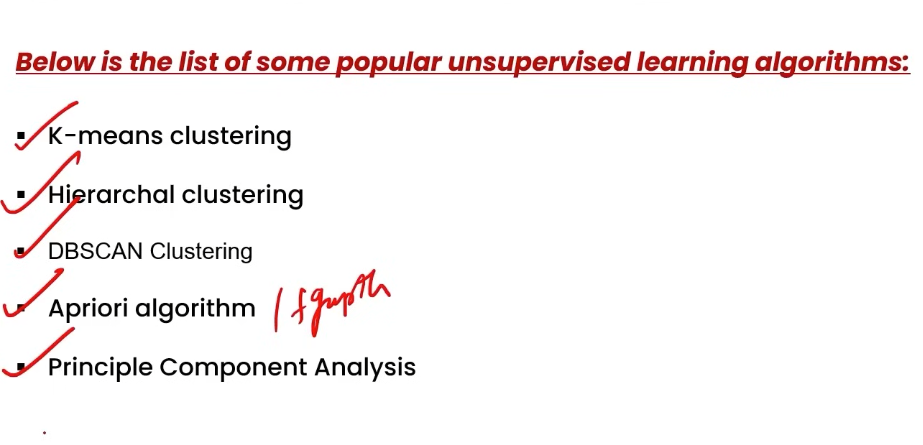 Below is the list of some popular unsupervised learning algorithms:
K-means clustering
Hierarchal clustering
DBSCAN Clustering
Apriori algorithm /
Principle Component Analysis